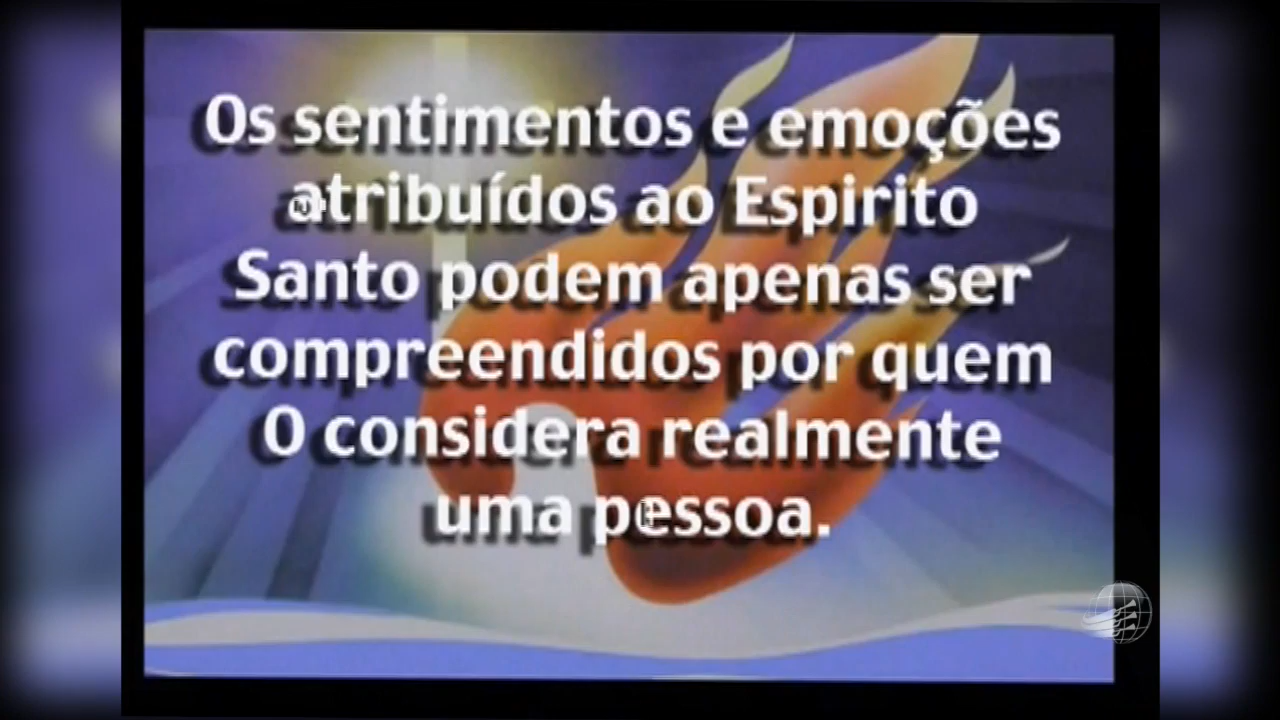 Os sentimentos e emoções
atribuídos ao Espirito
Santo podem apenas ser
compreendidos por quem
O considera realmente
uma pessoa.